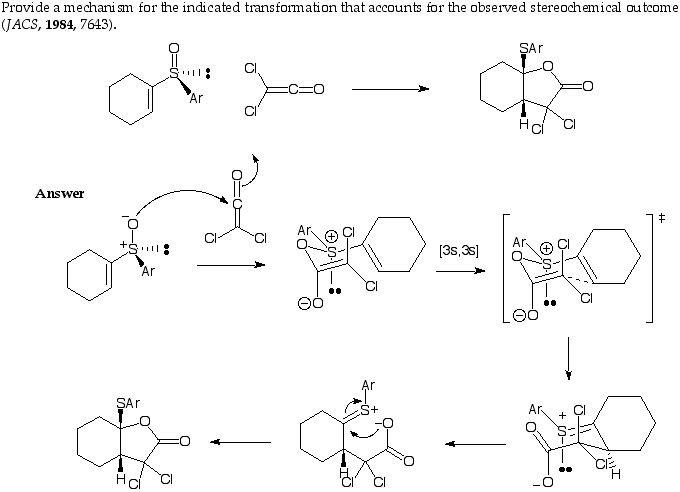 Provide a mechanism for the indicated transformation that accounts for the observed stereochemical outcome
(JACS, 1984, 7643).
O
S
Ar
Cl
C
O
Cl
SAr
O
O
H
Cl
Cl
Answer
−
O
+
S
Ar
O
C
Cl
Cl
Ar
+
Cl
O
S
Cl
−
O
[3s,3s]
‡
Ar
+
Cl
O
S
Cl
−
O
SAr
O
O
H
Cl
Cl
Ar
S+
−
O
O
H
Cl
Cl
Ar
+
Cl
S
O
Cl
H
−
O